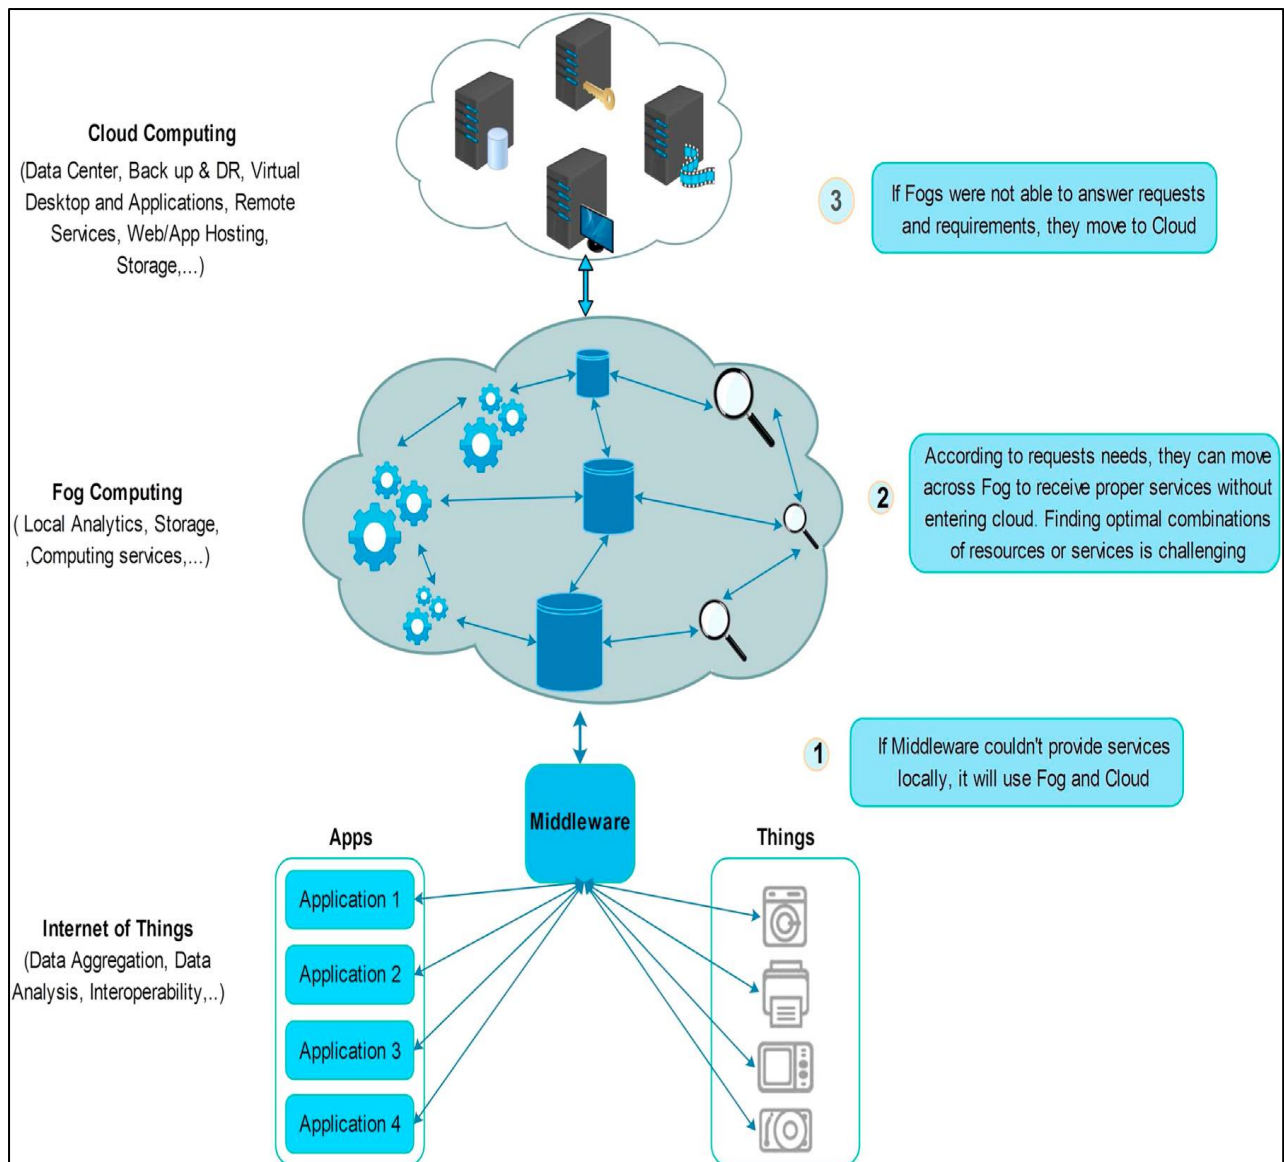 Cloud Computing
(Data Center, Back up & DR, Virtual
Desktop and Applications, Remote
Services, Web/App Hosting,
Storage,...)
3
If Fogs were not able to answer requests
and requirements, they move to Cloud
Fog Computing
( Local Analytics, Storage,
,Computing services,...)
2
According to requests needs, they can move
across Fog to receive proper services without
entering cloud. Finding optimal combinations
of resources or services is challenging
1
If Middleware couldn't provide services
locally, it will use Fog and Cloud
Middleware
Apps
Application 1
Application 2
Application 3
Application 4
Things
Internet of Things
(Data Aggregation, Data
Analysis, Interoperability,..)